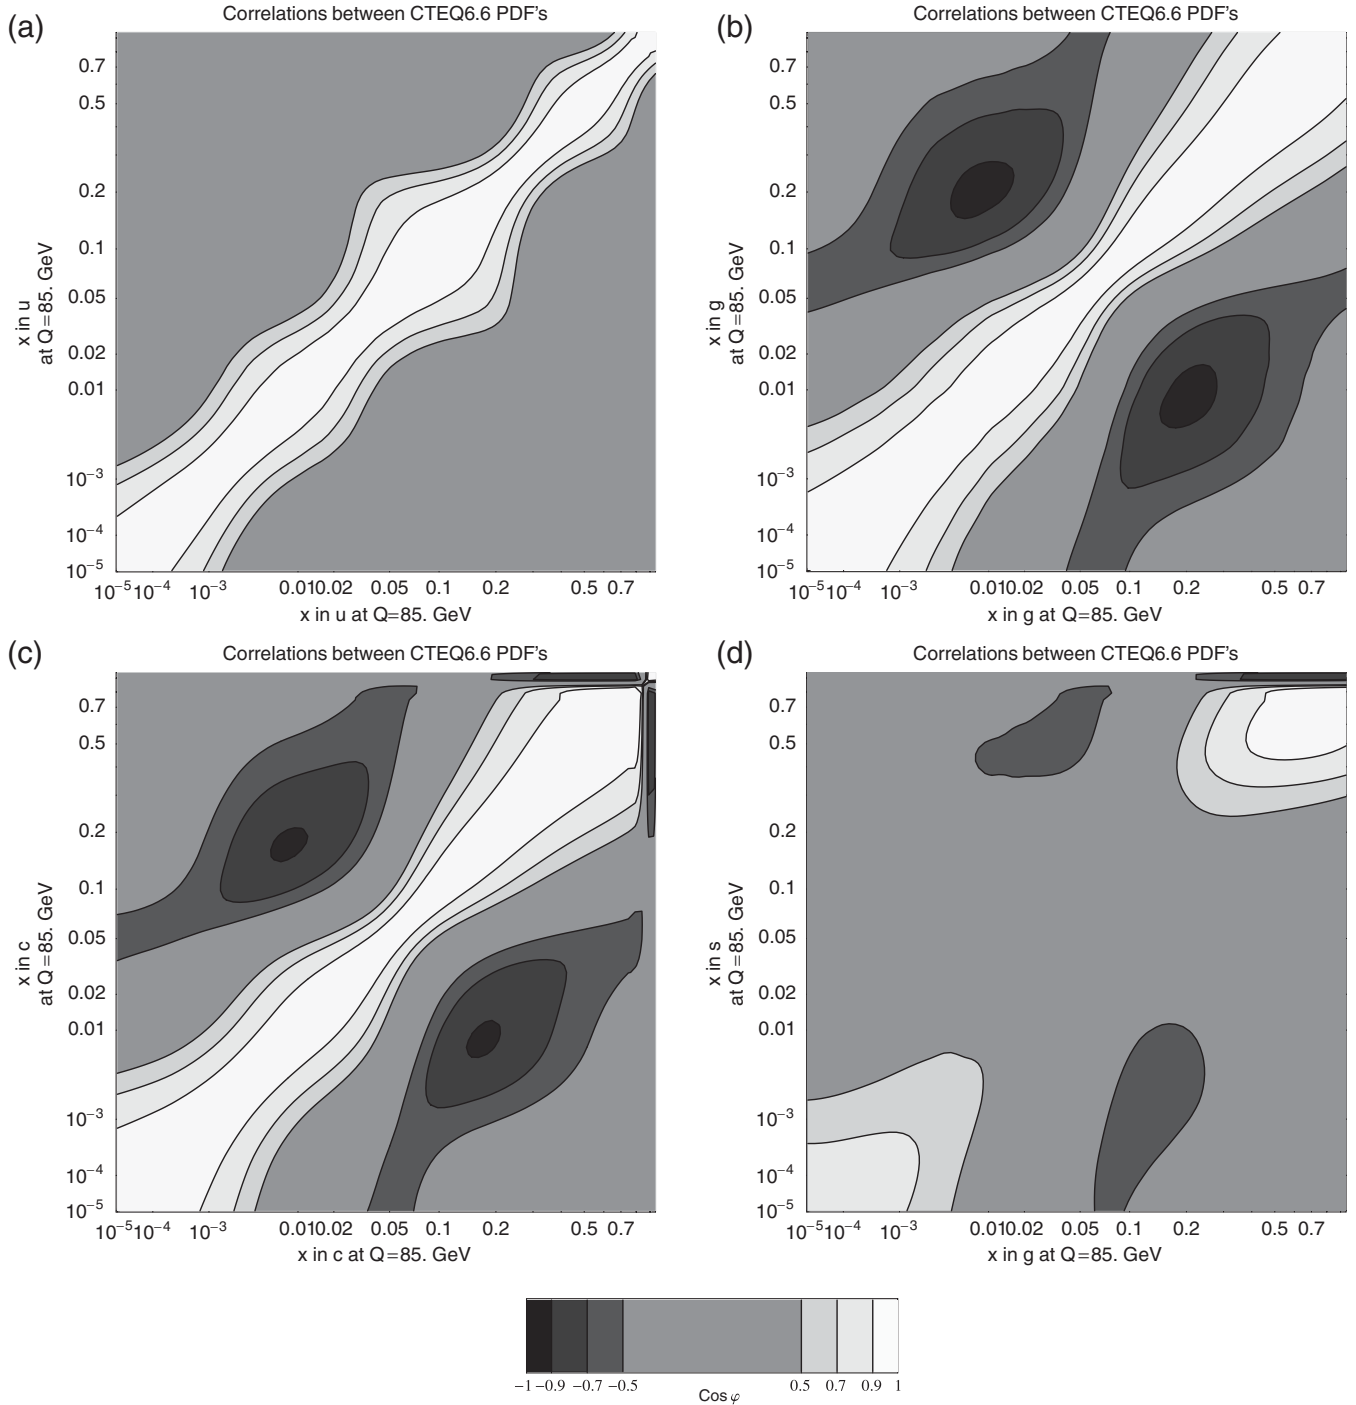 (a)
Correlations between CTEQ6.6 PDF's
0.7
0.5
0.2
0.1
0.05
0.02
0.01
10−3
10−4
10−5
x in u
at Q=85. GeV
10−5 10−4 10−3 0.01 0.02 0.05 0.1 0.2 0.5 0.7
x in u at Q=85. GeV
(b)
Correlations between CTEQ6.6 PDF's
0.7
0.5
0.2
0.1
0.05
0.02
0.01
10−3
10−4
10−5
x in g
at Q=85. GeV
10−5 10−4 10−3 0.01 0.02 0.05 0.1 0.2 0.5 0.7
x in g at Q=85. GeV
(c)
Correlations between CTEQ6.6 PDF's
0.7
0.5
0.2
0.1
0.05
0.02
0.01
10−3
10−4
10−5
x in c
at Q=85. GeV
10−5 10−4 10−3 0.01 0.02 0.05 0.1 0.2 0.5 0.7
x in c at Q=85. GeV
(d)
Correlations between CTEQ6.6 PDF's
0.7
0.5
0.2
0.1
0.05
0.02
0.01
10−3
10−4
10−5
x in s
at Q=85. GeV
10−5 10−4 10−3 0.01 0.02 0.05 0.1 0.2 0.5 0.7
x in g at Q=85. GeV
−1 −0.9 −0.7 −0.5 0.5 0.7 0.9 1
Cos φ